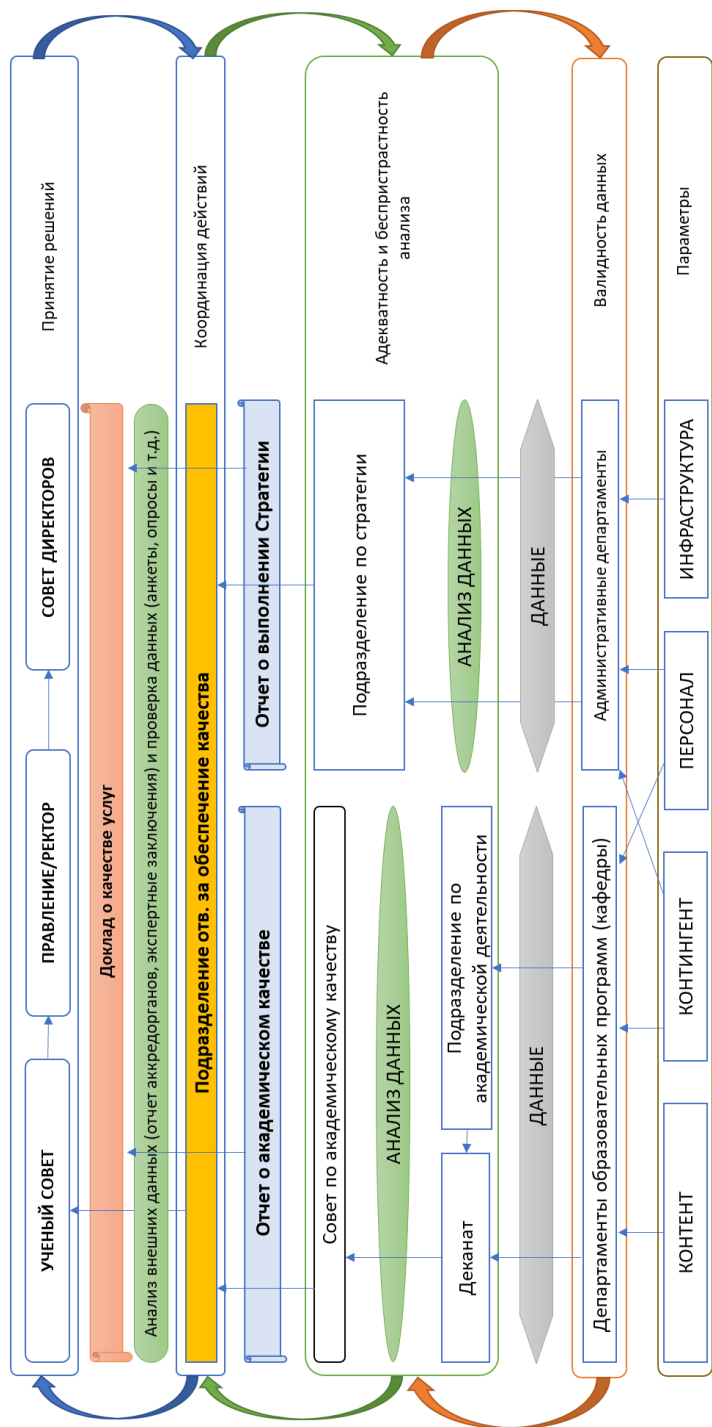 УЧЕНЫЙ СОВЕТ
ПРАВЛЕНИЕ/РЕКТОР
СОВЕТ ДИРЕКТОРОВ
Принятие решений
Доклад о качестве услуг
Анализ внешних данных (отчет аккредорганов, экспертные заключения) и проверка данных (анкеты, опросы и т.д.)
Подразделение отв. за обеспечение качества
Координация действий
Отчет о академическом качестве
Отчет о выполнении Стратегии
Совет по академическому качеству
Подразделение по стратегии
Адекватность и беспристрастность
анализа
АНАЛИЗ ДАННЫХ
АНАЛИЗ ДАННЫХ
Деканат
Подразделение по
академической деятельности
ДАННЫЕ
ДАННЫЕ
Департаменты образовательных программ (кафедры)
Административные департаменты
Валидность данных
КОНТЕНТ
КОНТИНГЕНТ
ПЕРСОНАЛ
ИНФРАСТРУКТУРА
Параметры